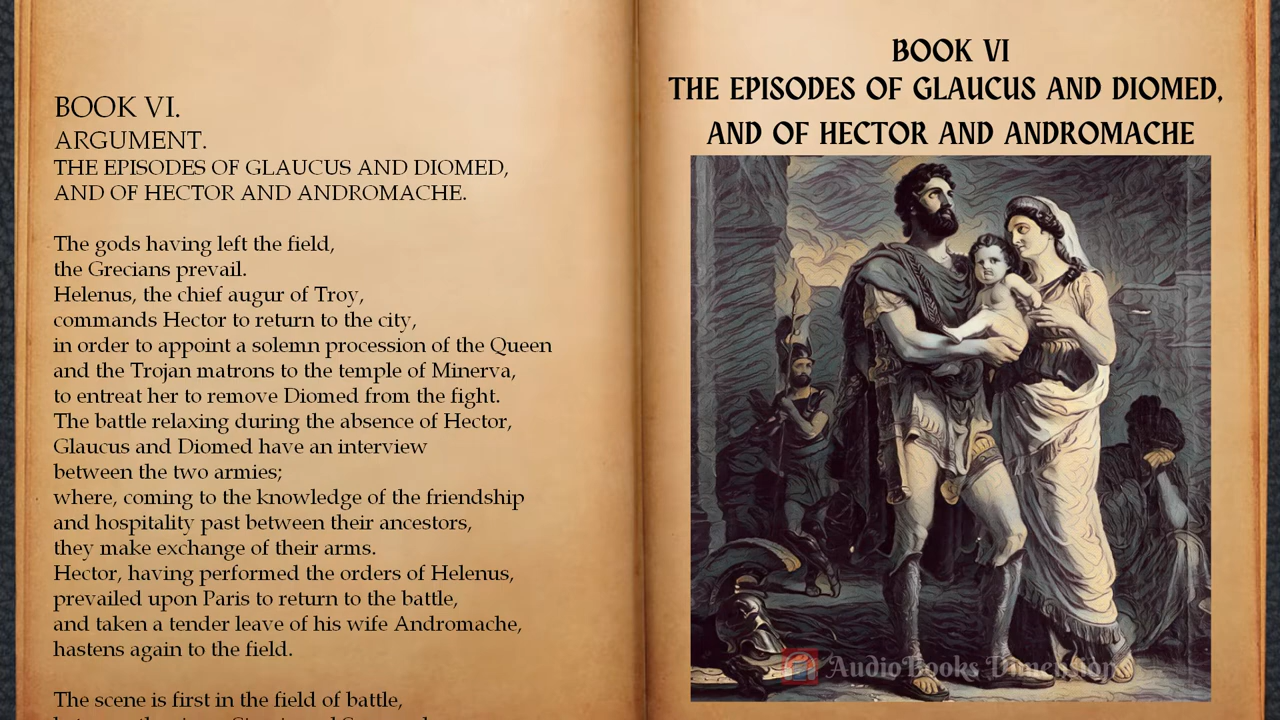 BOOK VI.
ARGUMENT.
THE EPISODES OF GLAUCUS AND DIOMED,
AND OF HECTOR AND ANDROMACHE.
The gods having left the field,
the Grecians prevail.
Helenus, the chief augur of Troy,
commands Hector to return to the city,
in order to appoint a solemn procession of the Queen
and the Trojan matrons to the temple of Minerva,
to entreat her to remove Diomed from the fight.
The battle relaxing during the absence of Hector,
Glaucus and Diomed have an interview
between the two armies;
where, coming to the knowledge of the friendship
and hospitality past between their ancestors,
they make exchange of their arms.
Hector, having performed the orders of Helenus,
prevailed upon Paris to return to the battle,
and taken a tender leave of his wife Andromache,
hastens again to the field.
The scene is first in the field of battle,
BOOK VI
THE EPISODES OF GLAUCUS AND DIOMED,
AND OF HECTOR AND ANDROMACHE
AudioBooks Dimension